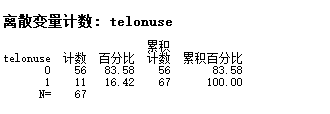 离散变量计数: telonuse
累积
telonuse 计数 百分比 计数 累积百分比
0 56 83.58 56 83.58
1 11 16.42 67 100.00
N= 67